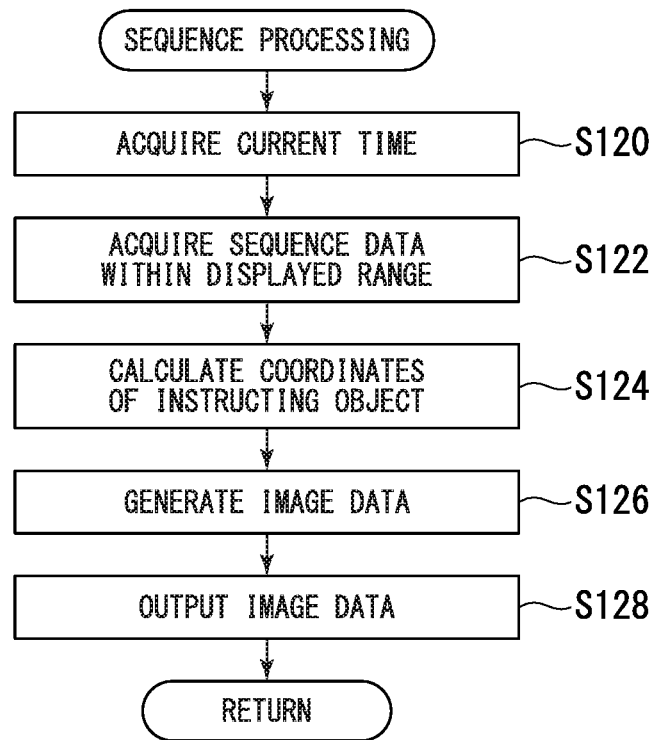 SEQUENCE PROCESSING
ACQUIRE CURRENT TIME
S120
ACQUIRE SEQUENCE DATA
WITHIN DISPLAYED RANGE
S122
CALCULATE COORDINATES
OF INSTRUCTING OBJECT
S124
GENERATE IMAGE DATA
S126
OUTPUT IMAGE DATA
S128
RETURN